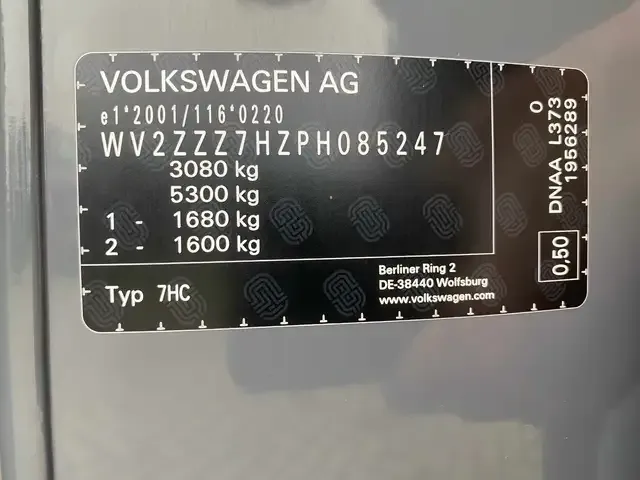 VOLKSWAGEN AG
e1*2001/116*0220
WV2ZZZ7HZPH085247
3080 kg
5300 kg
1 - 1680 kg
2 - 1600 kg
Typ 7HC
Berliner Ring 2
DE-38440 Wolfsburg
www.volkswagen.com
O
DNAA L373
1956289
0,50